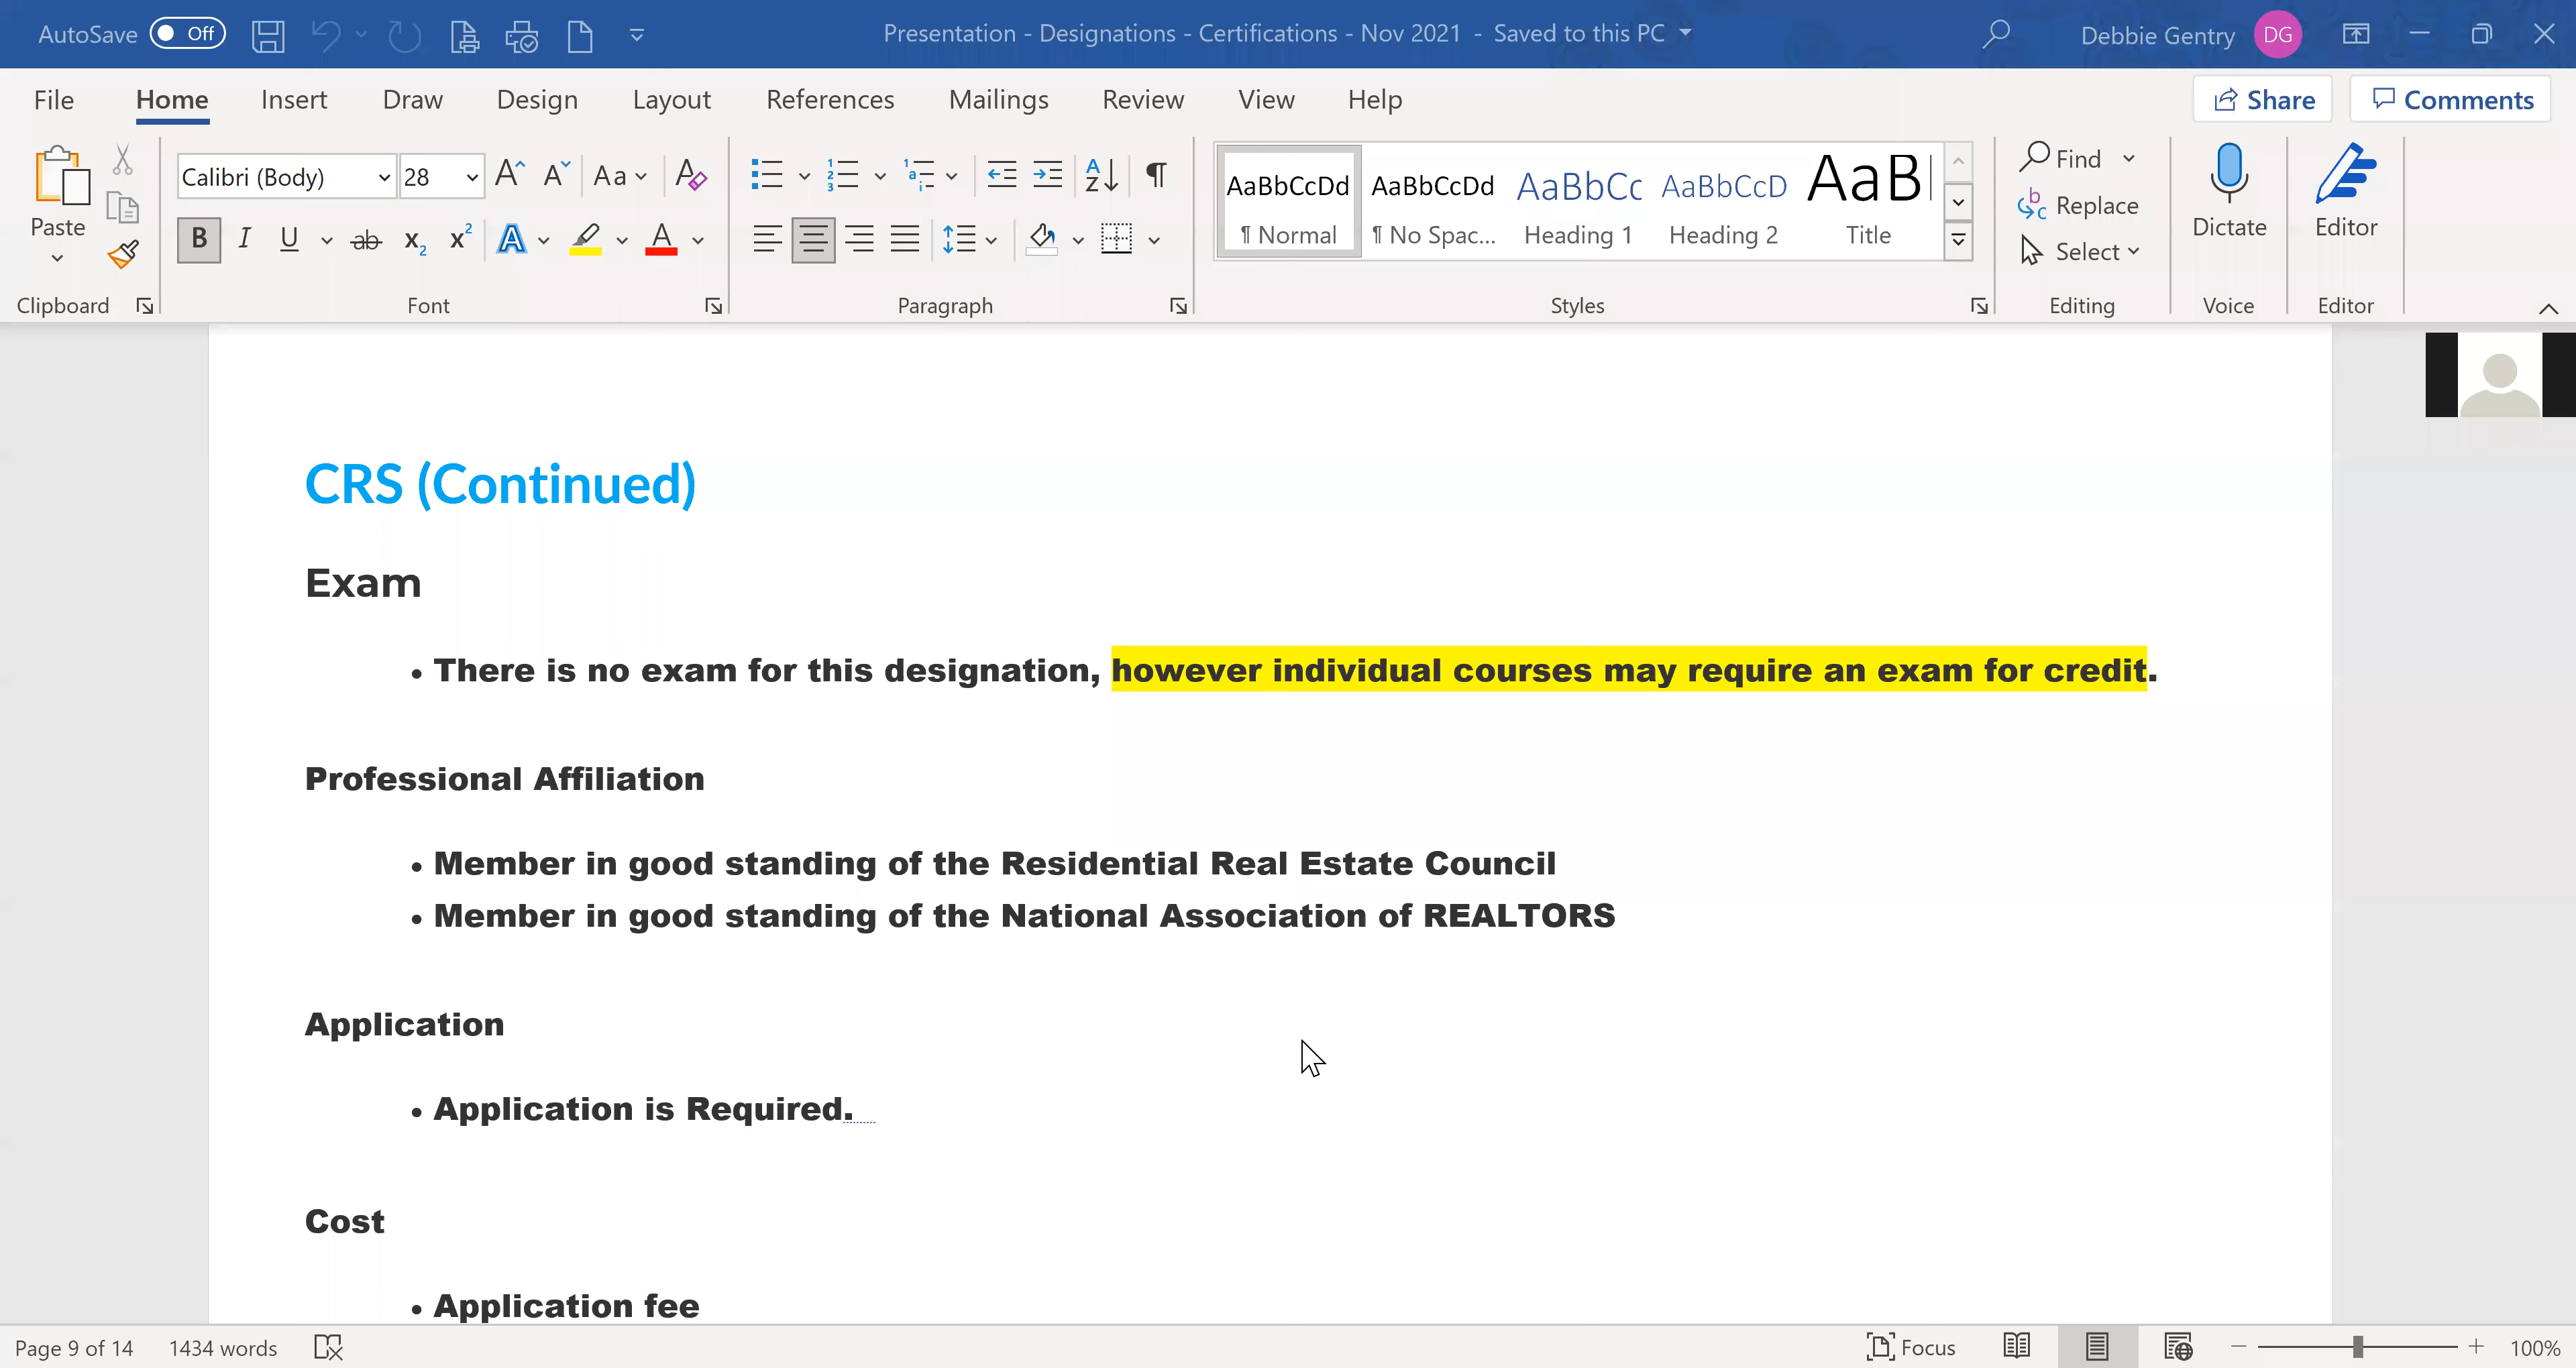 AutoSave Off Presentation - Designations - Certifications - Nov 2021 - Saved to this PC Debbie Gentry DG
File Home Insert Draw Design Layout References Mailings Review View Help Share Comments
Paste
Clipboard
Calibri (Body) 28 Aa
B I U ab x2 x2 A A
Font
Paragraph
AaBbCcDd AaBbCcDd AaBbCc AaBbCcD AaB
¶ Normal ¶ No Spac... Heading 1 Heading 2 Title
Styles
Find
Replace
Select
Editing
Dictate
Voice
Editor
Editor
CRS (Continued)
Exam
• There is no exam for this designation, however individual courses may require an exam for credit.
Professional Affiliation
• Member in good standing of the Residential Real Estate Council
• Member in good standing of the National Association of REALTORS
Application
• Application is Required.
Cost
• Application fee
Page 9 of 14 1434 words Focus 100%